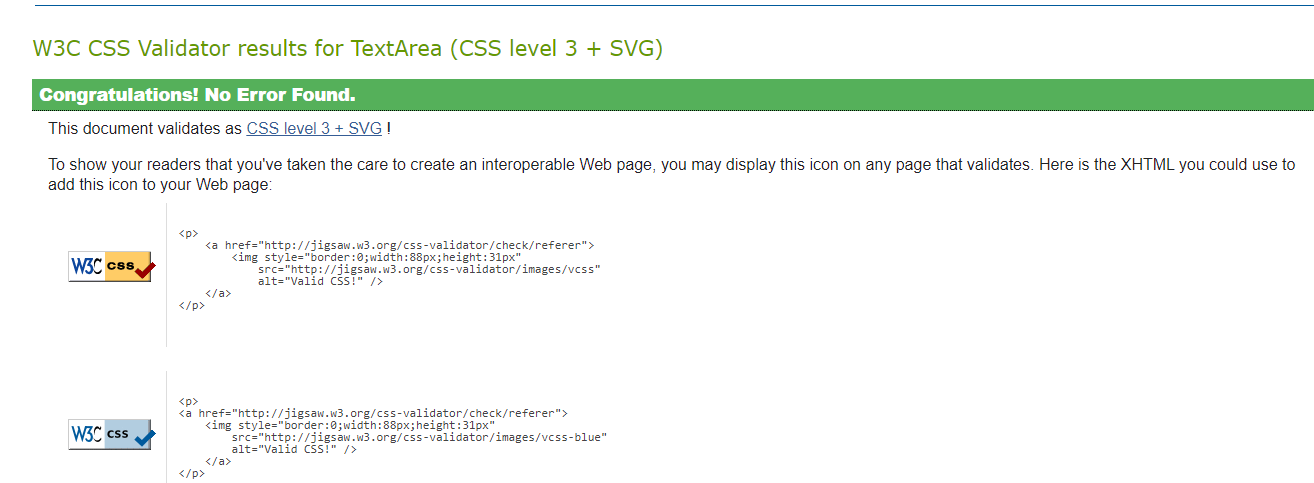 W3C CSS Validator results for TextArea (CSS level 3 + SVG)
Congratulations! No Error Found.
This document validates as CSS level 3 + SVG !
To show your readers that you've taken the care to create an interoperable Web page, you may display this icon on any page that validates. Here is the XHTML you could use to
add this icon to your Web page:
W3C css
<p>
    <a href="http://jigsaw.w3.org/css-validator/check/referer">
        <img style="border:0;width:88px;height:31px"
            src="http://jigsaw.w3.org/css-validator/images/vcss"
            alt="Valid CSS!" />
    </a>
</p>
W3C css
<p>
<a href="http://jigsaw.w3.org/css-validator/check/referer">
    <img style="border:0;width:88px;height:31px"
        src="http://jigsaw.w3.org/css-validator/images/vcss-blue"
        alt="Valid CSS!" />
    </a>
</p>